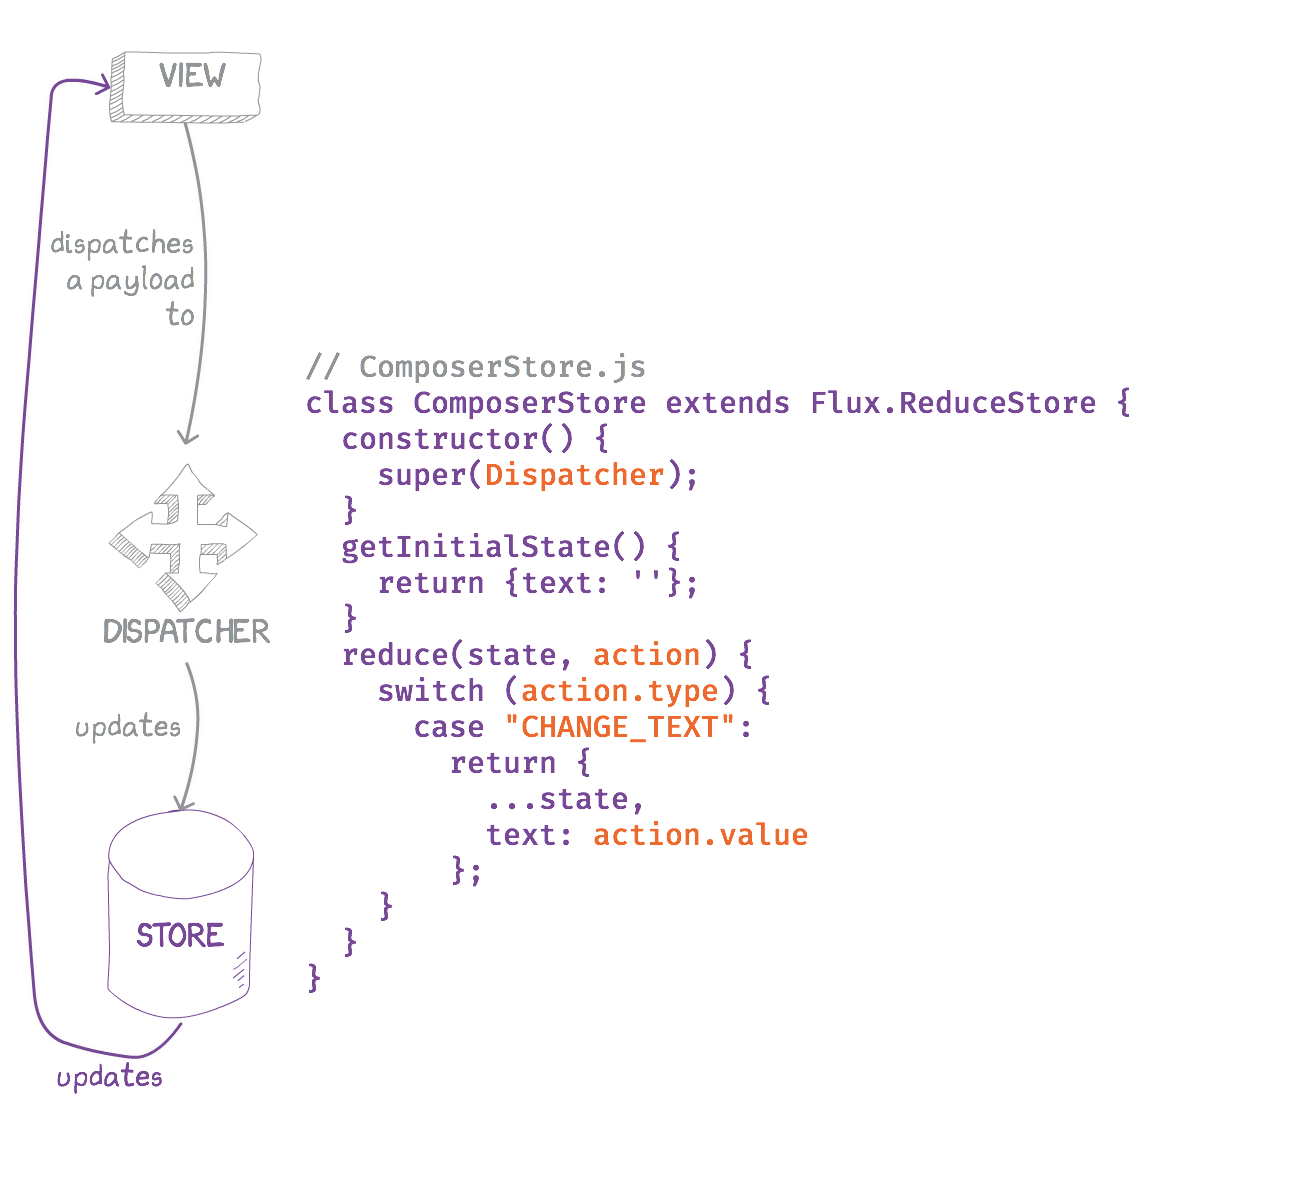 VIEW
dispatches
a payload
to
DISPATCHER
updates
STORE
updates
// ComposerStore.js
class ComposerStore extends Flux.ReduceStore {
  constructor() {
    super(Dispatcher);
  }
  getInitialState() {
    return {text: ''};
  }
  reduce(state, action) {
    switch (action.type) {
      case "CHANGE_TEXT":
        return {
          ...state,
          text: action.value
        };
    }
  }
}